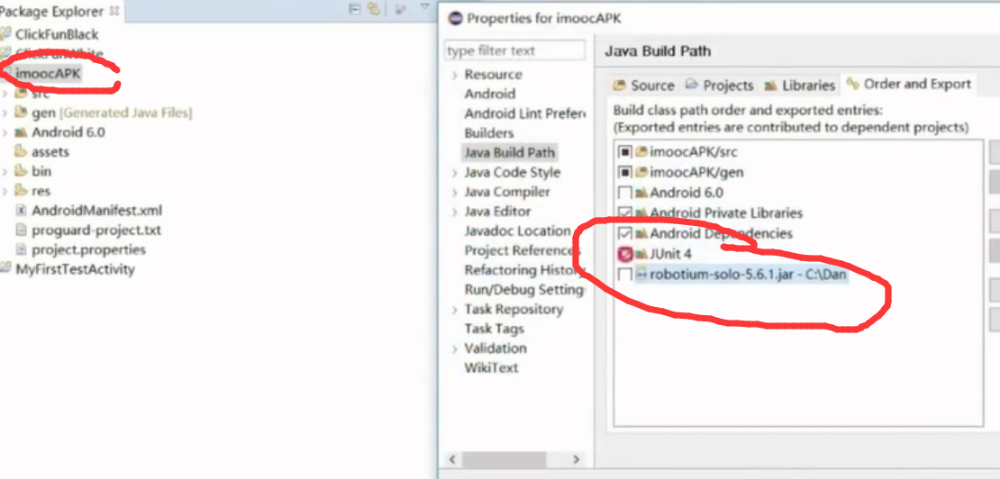 Package Explorer
ClickFunBlack
ClickFunWhite
imoocAPK
src
gen [Generated Java Files]
Android 6.0
assets
bin
res
AndroidManifest.xml
proguard-project.txt
project.properties
MyFirstTestActivity
Properties for imoocAPK
type filter text
Resource
Android
Android Lint Prefer
Builders
Java Build Path
Java Code Style
Java Compiler
Java Editor
Javadoc Location
Project References
Refactoring History
Run/Debug Setting
Task Repository
Task Tags
Validation
WikiText
Java Build Path
Source Projects Libraries Order and Export
Build class path order and exported entries:
(Exported entries are contributed to dependent projects)
imoocAPK/src
imoocAPK/gen
Android 6.0
Android Private Libraries
Android Dependencies
JUnit 4
robotium-solo-5.6.1.jar - C:\Dan